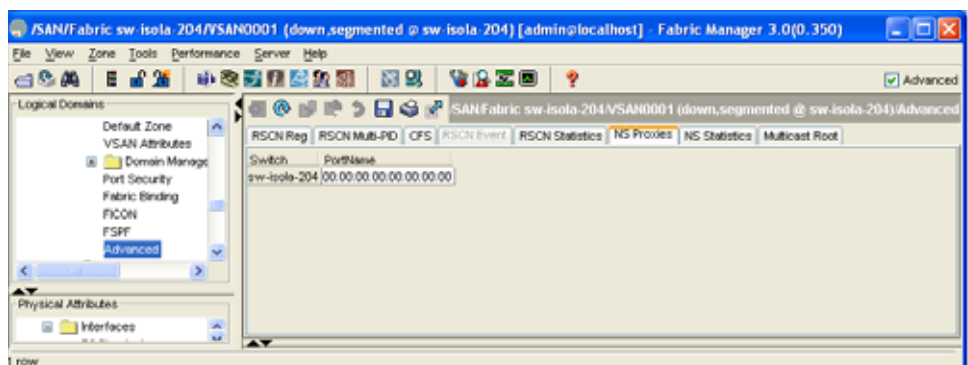 /SAN/Fabric sw-isola-204/VSAN0001 (down,segmented @ sw-isola-204) [admin@localhost] - Fabric Manager 3.0(0.350)
File View Zone Tools Performance Server Help
Advanced
Logical Domains
/SAN/Fabric sw-isola-204/VSAN0001 (down,segmented @ sw-isola-204)/Advanced
Default Zone
VSAN Attributes
Domain Manage
Port Security
Fabric Binding
FICON
FSPF
Advanced
RSCN Reg RSCN Multi-PID CFS RSCN Event RSCN Statistics NS Proxies NS Statistics Multicast Root
Switch PortName
sw-isola-204 00:00:00:00:00:00:00:00
Physical Attributes
Interfaces
1 row